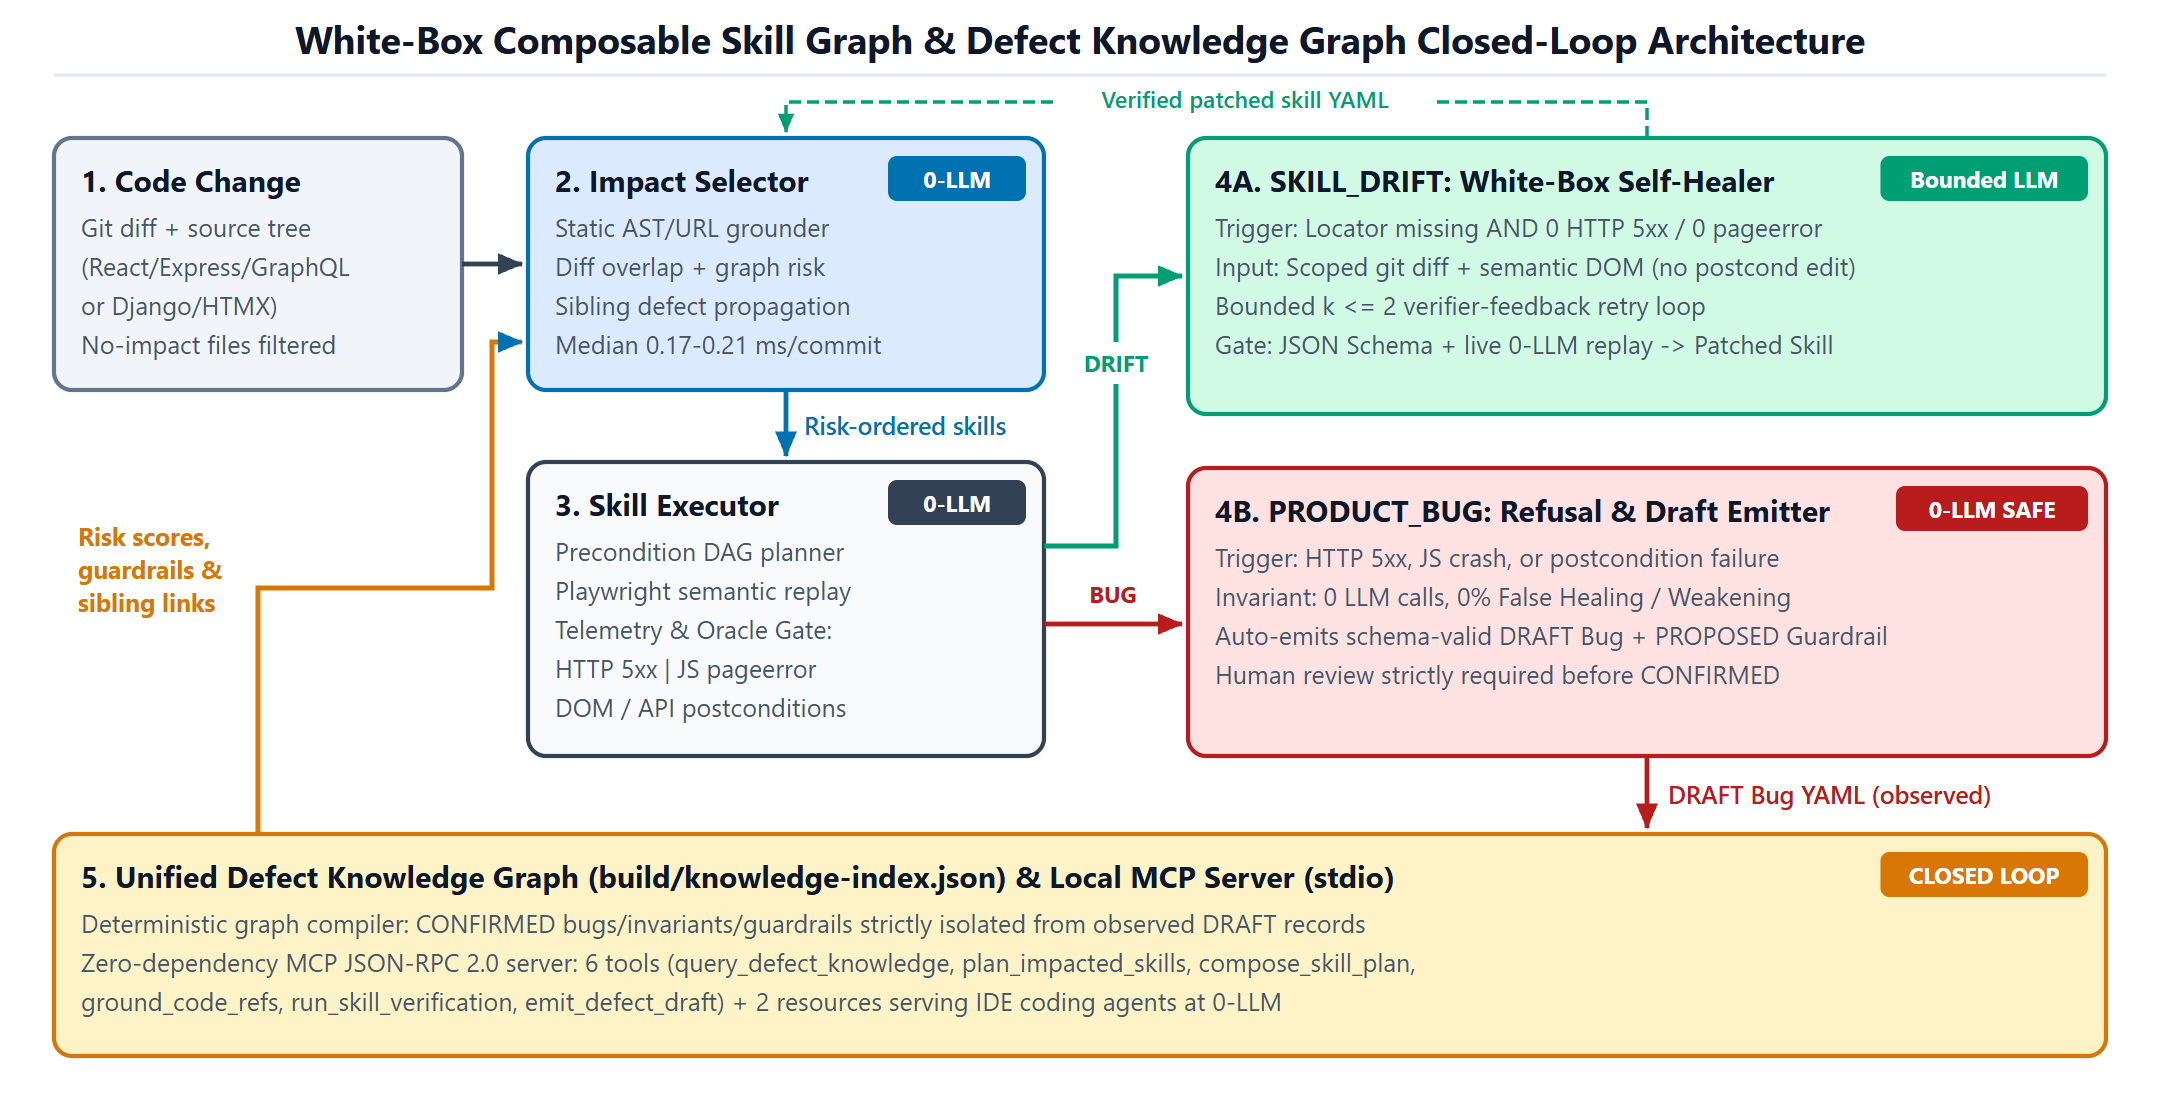 White-Box Composable Skill Graph & Defect Knowledge Graph Closed-Loop Architecture
Verified patched skill YAML
1. Code Change
Git diff + source tree
(React/Express/GraphQL
or Django/HTMX)
No-impact files filtered
2. Impact Selector
0-LLM
Static AST/URL grounder
Diff overlap + graph risk
Sibling defect propagation
Median 0.17-0.21 ms/commit
Risk-ordered skills
3. Skill Executor
0-LLM
Precondition DAG planner
Playwright semantic replay
Telemetry & Oracle Gate:
HTTP 5xx | JS pageerror
DOM / API postconditions
DRIFT
BUG
4A. SKILL_DRIFT: White-Box Self-Healer
Bounded LLM
Trigger: Locator missing AND 0 HTTP 5xx / 0 pageerror
Input: Scoped git diff + semantic DOM (no postcond edit)
Bounded k <= 2 verifier-feedback retry loop
Gate: JSON Schema + live 0-LLM replay -> Patched Skill
4B. PRODUCT_BUG: Refusal & Draft Emitter
0-LLM SAFE
Trigger: HTTP 5xx, JS crash, or postcondition failure
Invariant: 0 LLM calls, 0% False Healing / Weakening
Auto-emits schema-valid DRAFT Bug + PROPOSED Guardrail
Human review strictly required before CONFIRMED
DRAFT Bug YAML (observed)
Risk scores,
guardrails &
sibling links
5. Unified Defect Knowledge Graph (build/knowledge-index.json) & Local MCP Server (stdio)
CLOSED LOOP
Deterministic graph compiler: CONFIRMED bugs/invariants/guardrails strictly isolated from observed DRAFT records
Zero-dependency MCP JSON-RPC 2.0 server: 6 tools (query_defect_knowledge, plan_impacted_skills, compose_skill_plan,
ground_code_refs, run_skill_verification, emit_defect_draft) + 2 resources serving IDE coding agents at 0-LLM